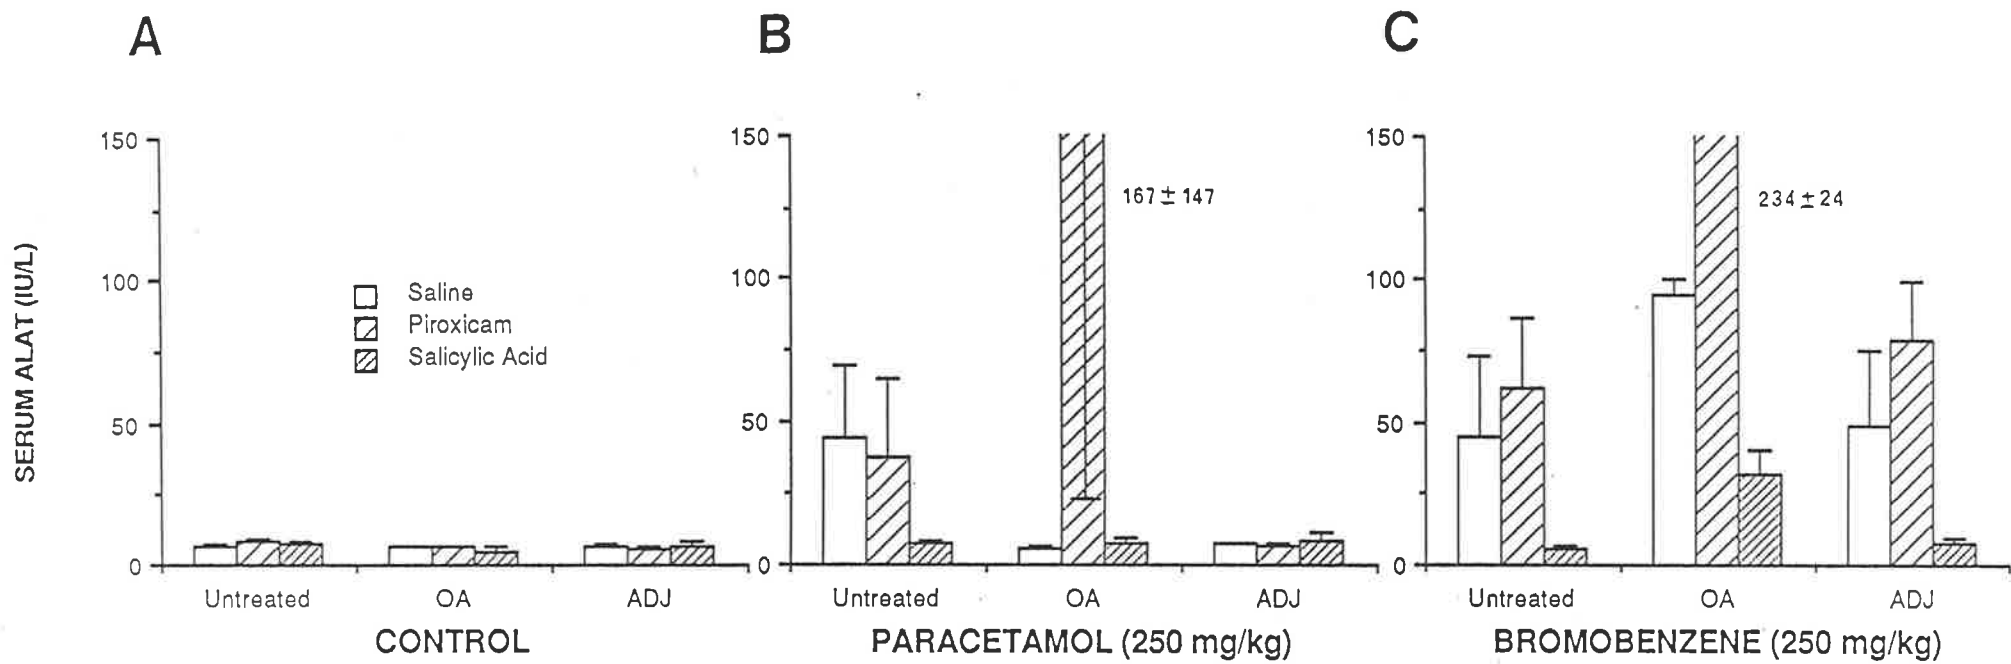 A
B
C
SERUM ALAT (IU/L)
150
100
50
0
Saline
Piroxicam
Salicylic Acid
Untreated
OA
ADJ
CONTROL
150
100
50
0
167 ± 147
Untreated
OA
ADJ
PARACETAMOL (250 mg/kg)
150
100
50
0
234 ± 24
Untreated
OA
ADJ
BROMOBENZENE (250 mg/kg)